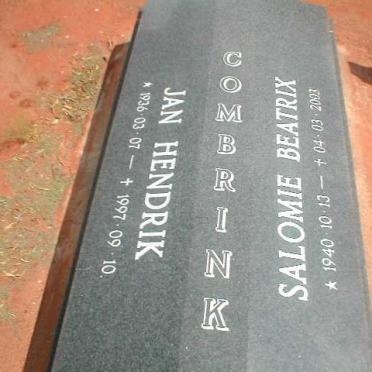 COMBRINK
JAN HENDRIK
★ 1936·03·07 — ✝ 1997·09·10.
SALOMIE BEATRIX
★ 1940·10·13 — ✝ 04·03·2003